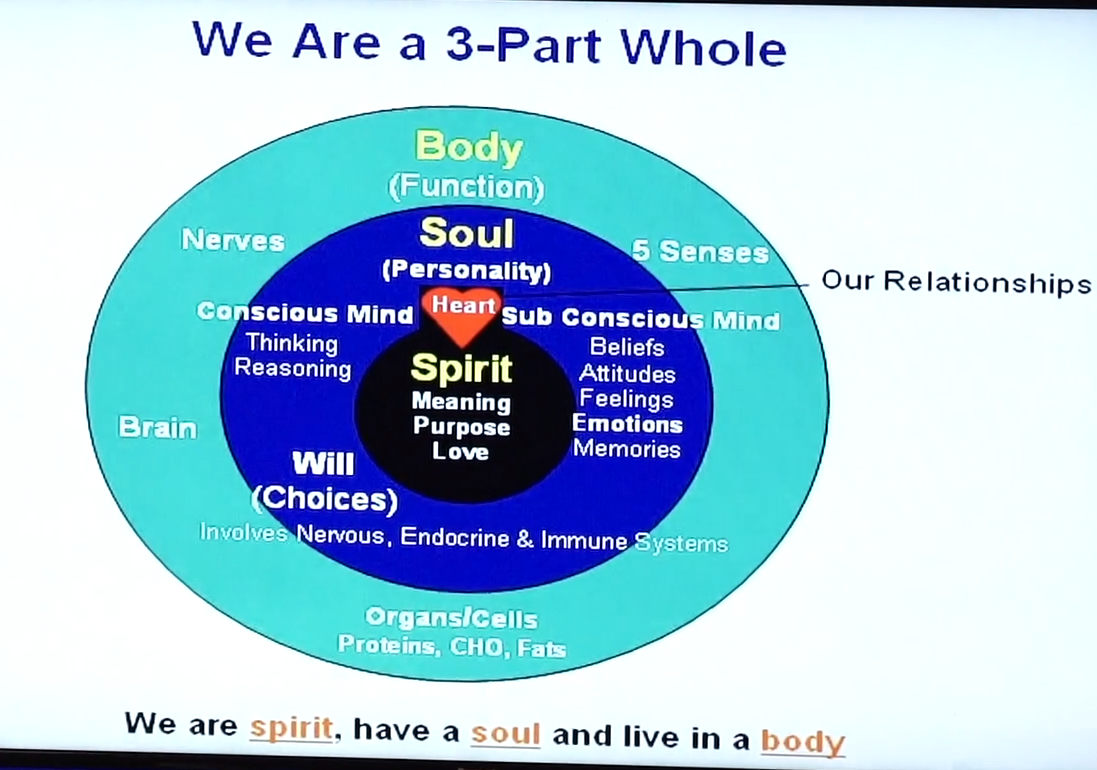 We Are a 3-Part Whole
Body
(Function)
Nerves
5 Senses
Soul
(Personality)
Our Relationships
Heart
Conscious Mind
Sub Conscious Mind
Thinking
Reasoning
Beliefs
Attitudes
Feelings
Emotions
Memories
Spirit
Meaning
Purpose
Love
Brain
Will
(Choices)
Involves Nervous, Endocrine & Immune Systems
Organs/Cells
Proteins, CHO, Fats
We are spirit, have a soul and live in a body